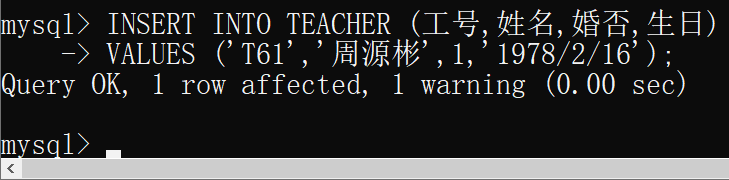 mysql> INSERT INTO TEACHER (工号,姓名,婚否,生日)
    -> VALUES ('T61','周源彬',1,'1978/2/16');
Query OK, 1 row affected, 1 warning (0.00 sec)
mysql>